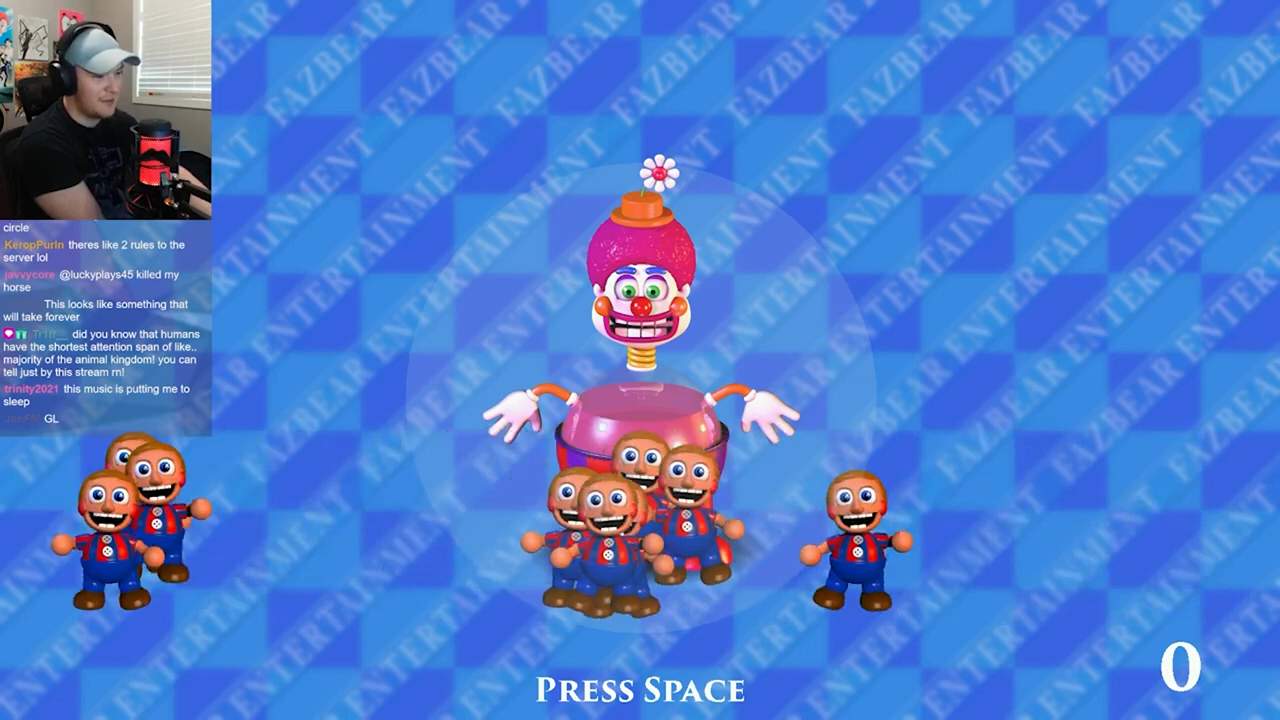 circle
KeropPurin theres like 2 rules to the
server lol
javvycore @luckyplays45 killed my
horse
This looks like something that
will take forever
did you know that humans
have the shortest attention span of like..
majority of the animal kingdom! you can
tell just by this stream rn!
trinity2021 this music is putting me to
sleep
GL
FAZBEAR ENTERTAINMENT
PRESS SPACE
0